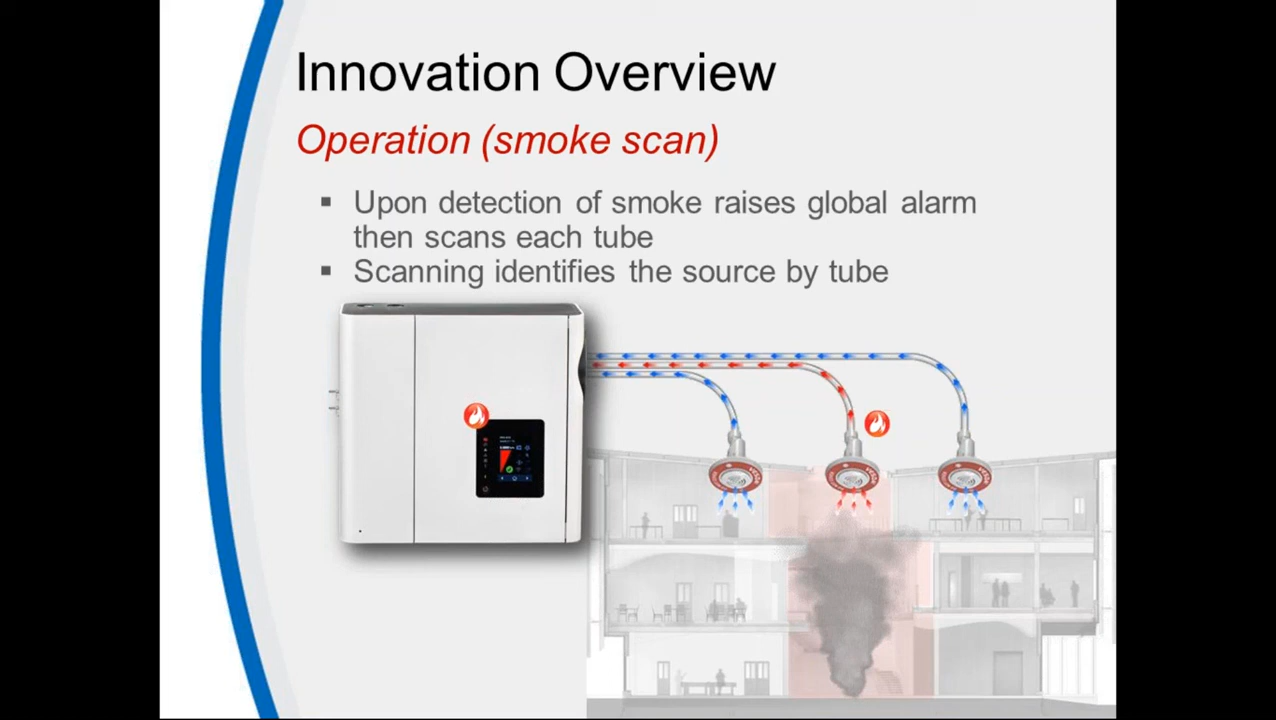 Innovation Overview
Operation (smoke scan)
▪ Upon detection of smoke raises global alarm
then scans each tube
▪ Scanning identifies the source by tube